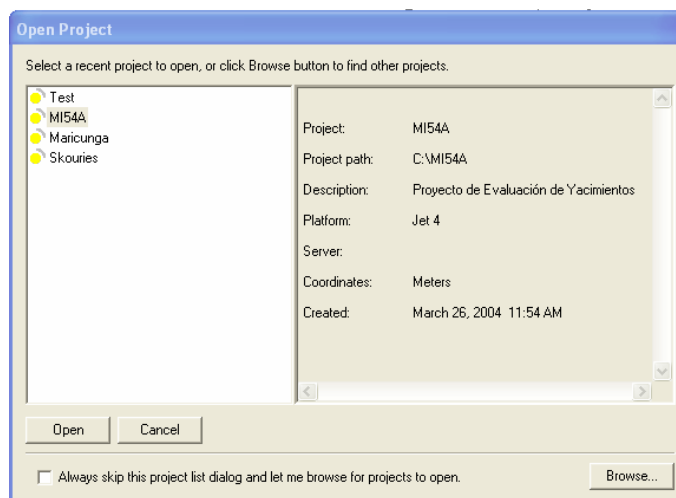 Open Project
Select a recent project to open, or click Browse button to find other projects.
Test
MI54A
Maricunga
Skouries
Project: MI54A
Project path: C:\MI54A
Description: Proyecto de Evaluación de Yacimientos
Platform: Jet 4
Server:
Coordinates: Meters
Created: March 26, 2004 11:54 AM
Open Cancel
Always skip this project list dialog and let me browse for projects to open.
Browse...